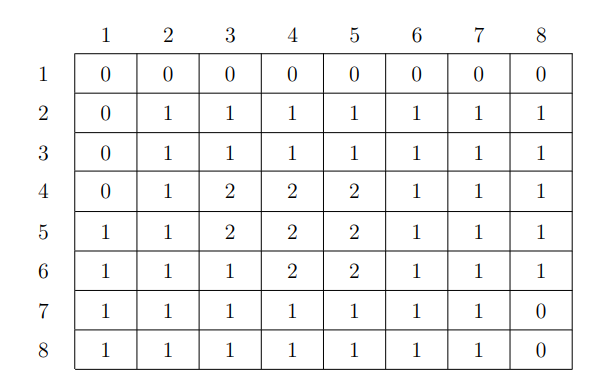 1 2 3 4 5 6 7 8
1 0 0 0 0 0 0 0 0
2 0 1 1 1 1 1 1 1
3 0 1 1 1 1 1 1 1
4 0 1 2 2 2 1 1 1
5 1 1 2 2 2 1 1 1
6 1 1 1 2 2 1 1 1
7 1 1 1 1 1 1 1 0
8 1 1 1 1 1 1 1 0